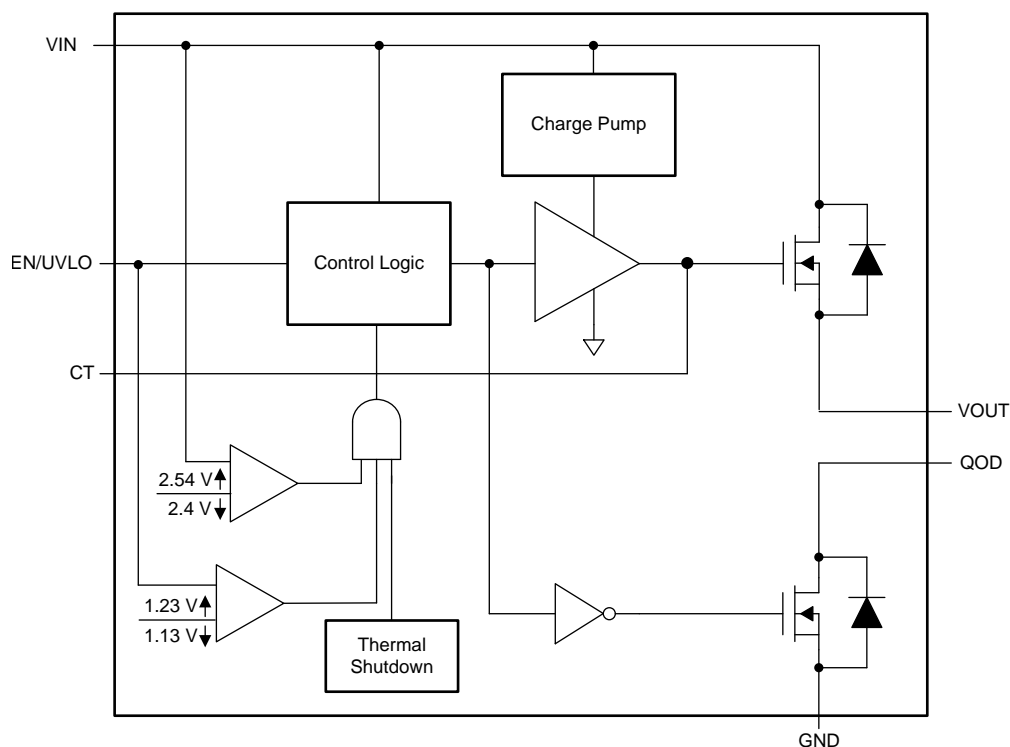 VIN
Charge Pump
EN/UVLO
Control Logic
CT
VOUT
2.54 V
2.4 V
QOD
1.23 V
1.13 V
Thermal
Shutdown
GND